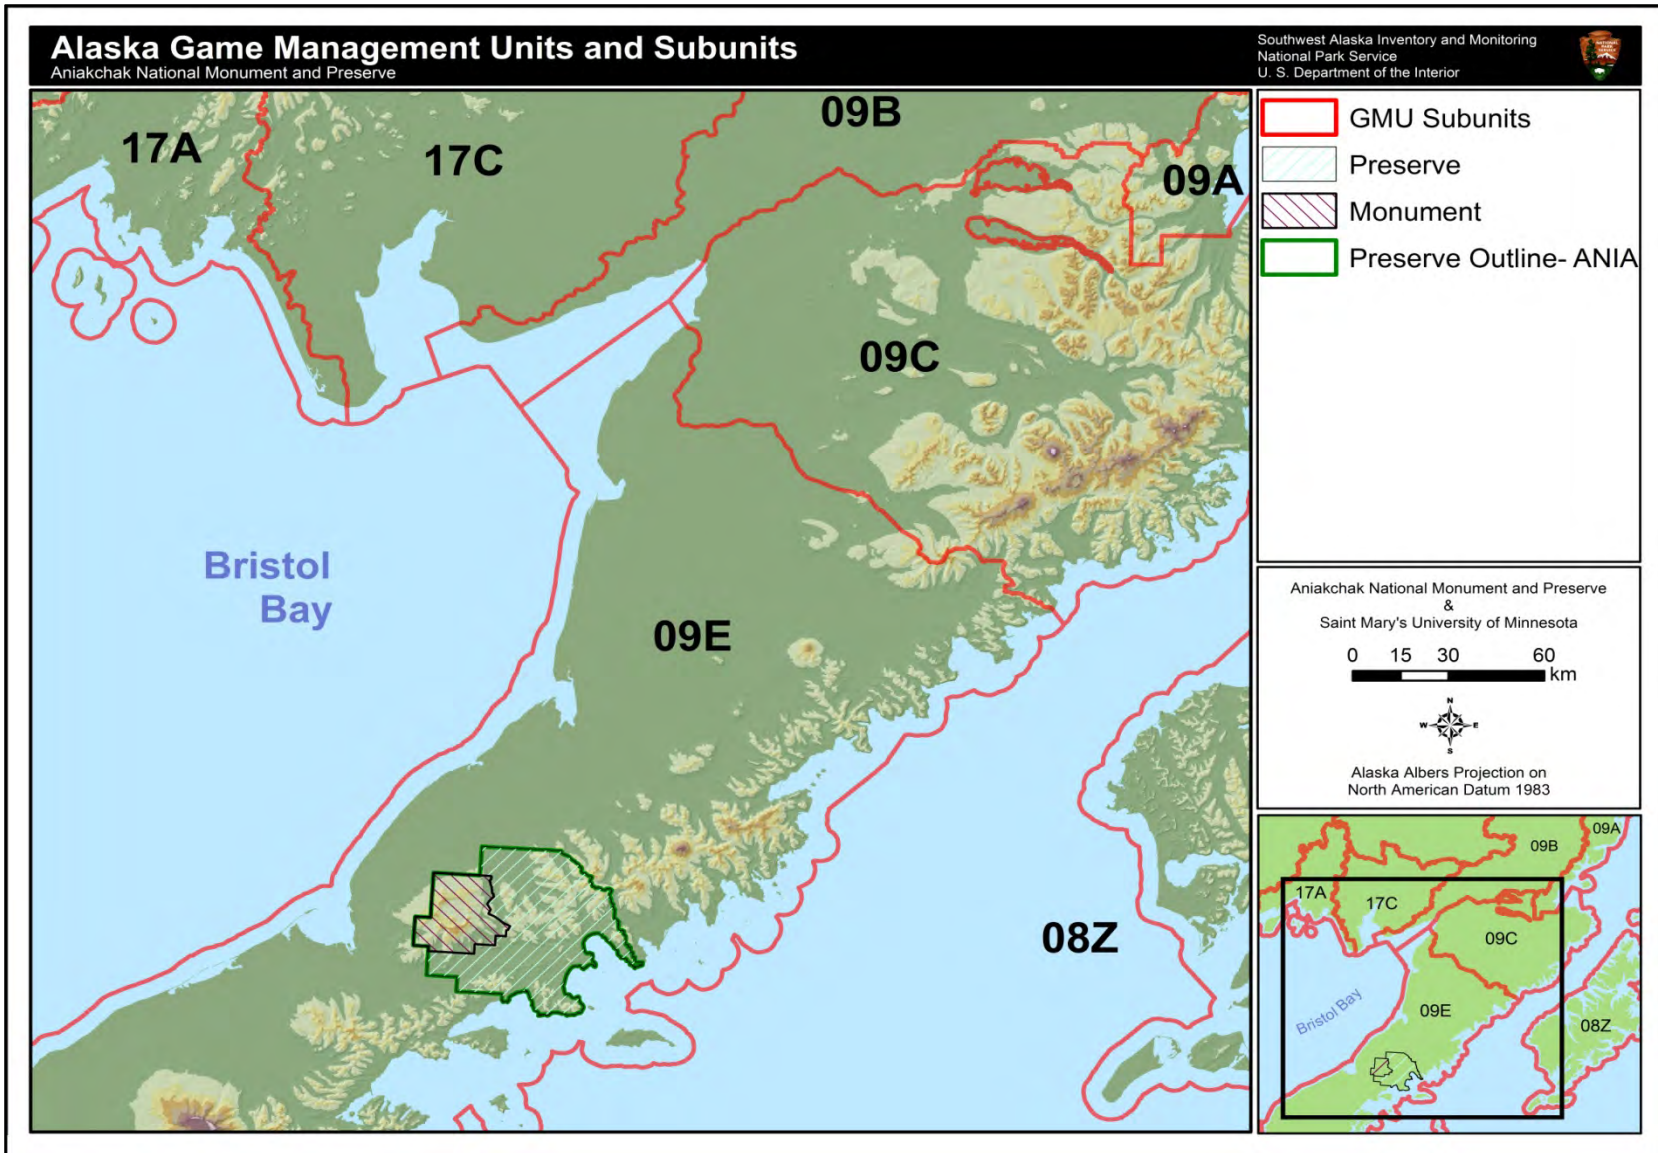 Alaska Game Management Units and Subunits
Aniakchak National Monument and Preserve
Southwest Alaska Inventory and Monitoring
National Park Service
U. S. Department of the Interior
17A
17C
09B
09A
09C
Bristol
Bay
09E
08Z
GMU Subunits
Preserve
Monument
Preserve Outline- ANIA
Aniakchak National Monument and Preserve
&
Saint Mary's University of Minnesota
0 15 30 60
km
N
W E
S
Alaska Albers Projection on
North American Datum 1983
09A
09B
17A
17C
09C
Bristol Bay
09E
08Z